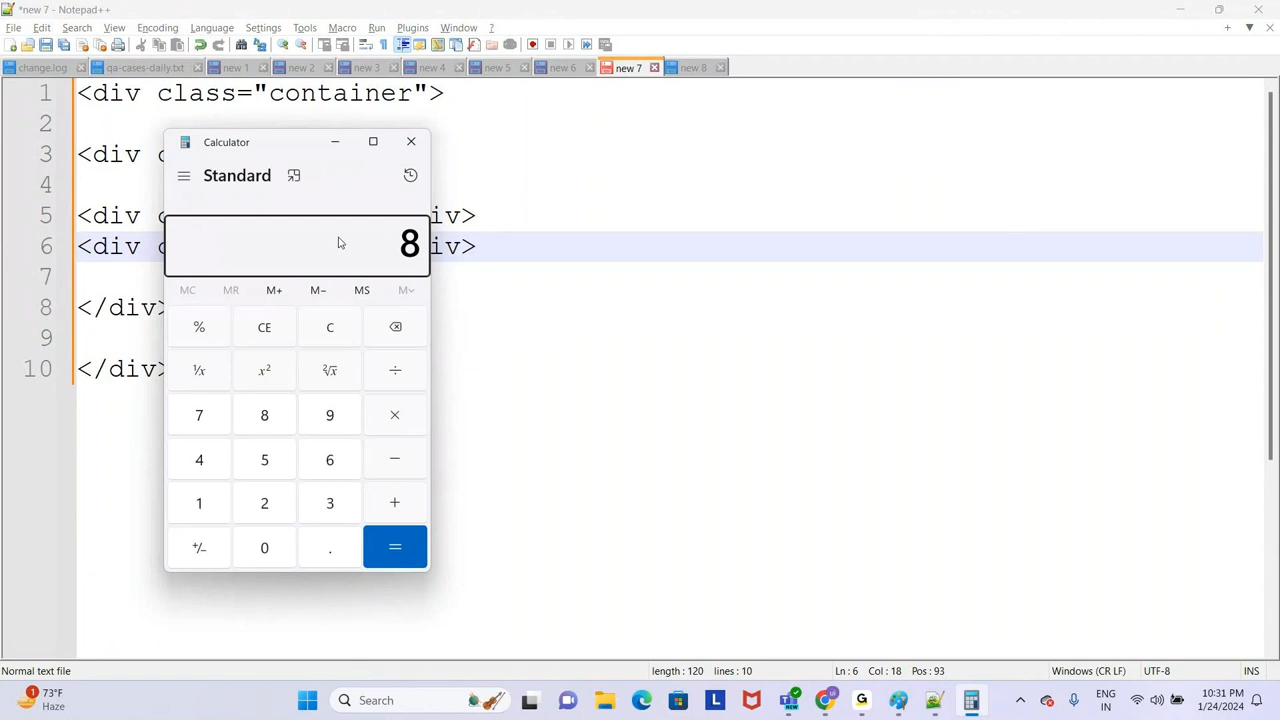 *new 7 - Notepad++
File Edit Search View Encoding Language Settings Tools Macro Run Plugins Window ?
change.log qa-cases-daily.txt new 1 new 2 new 3 new 4 new 5 new 6 new 7 new 8
1 <div class="container">
2
3 <div
4
5 <div iv>
6 <div iv>
7
8 </div>
9
10 </div>
Calculator
Standard
8
MC MR M+ M− MS M
% CE C
¹/x x² ²√x ÷
7 8 9 ×
4 5 6 −
1 2 3 +
+/− 0 . =
Normal text file length : 120 lines : 10 Ln : 6 Col : 18 Pos : 93 Windows (CR LF) UTF-8 INS
1 73°F
Haze
Search
ENG
IN
10:31 PM
1/24/2024